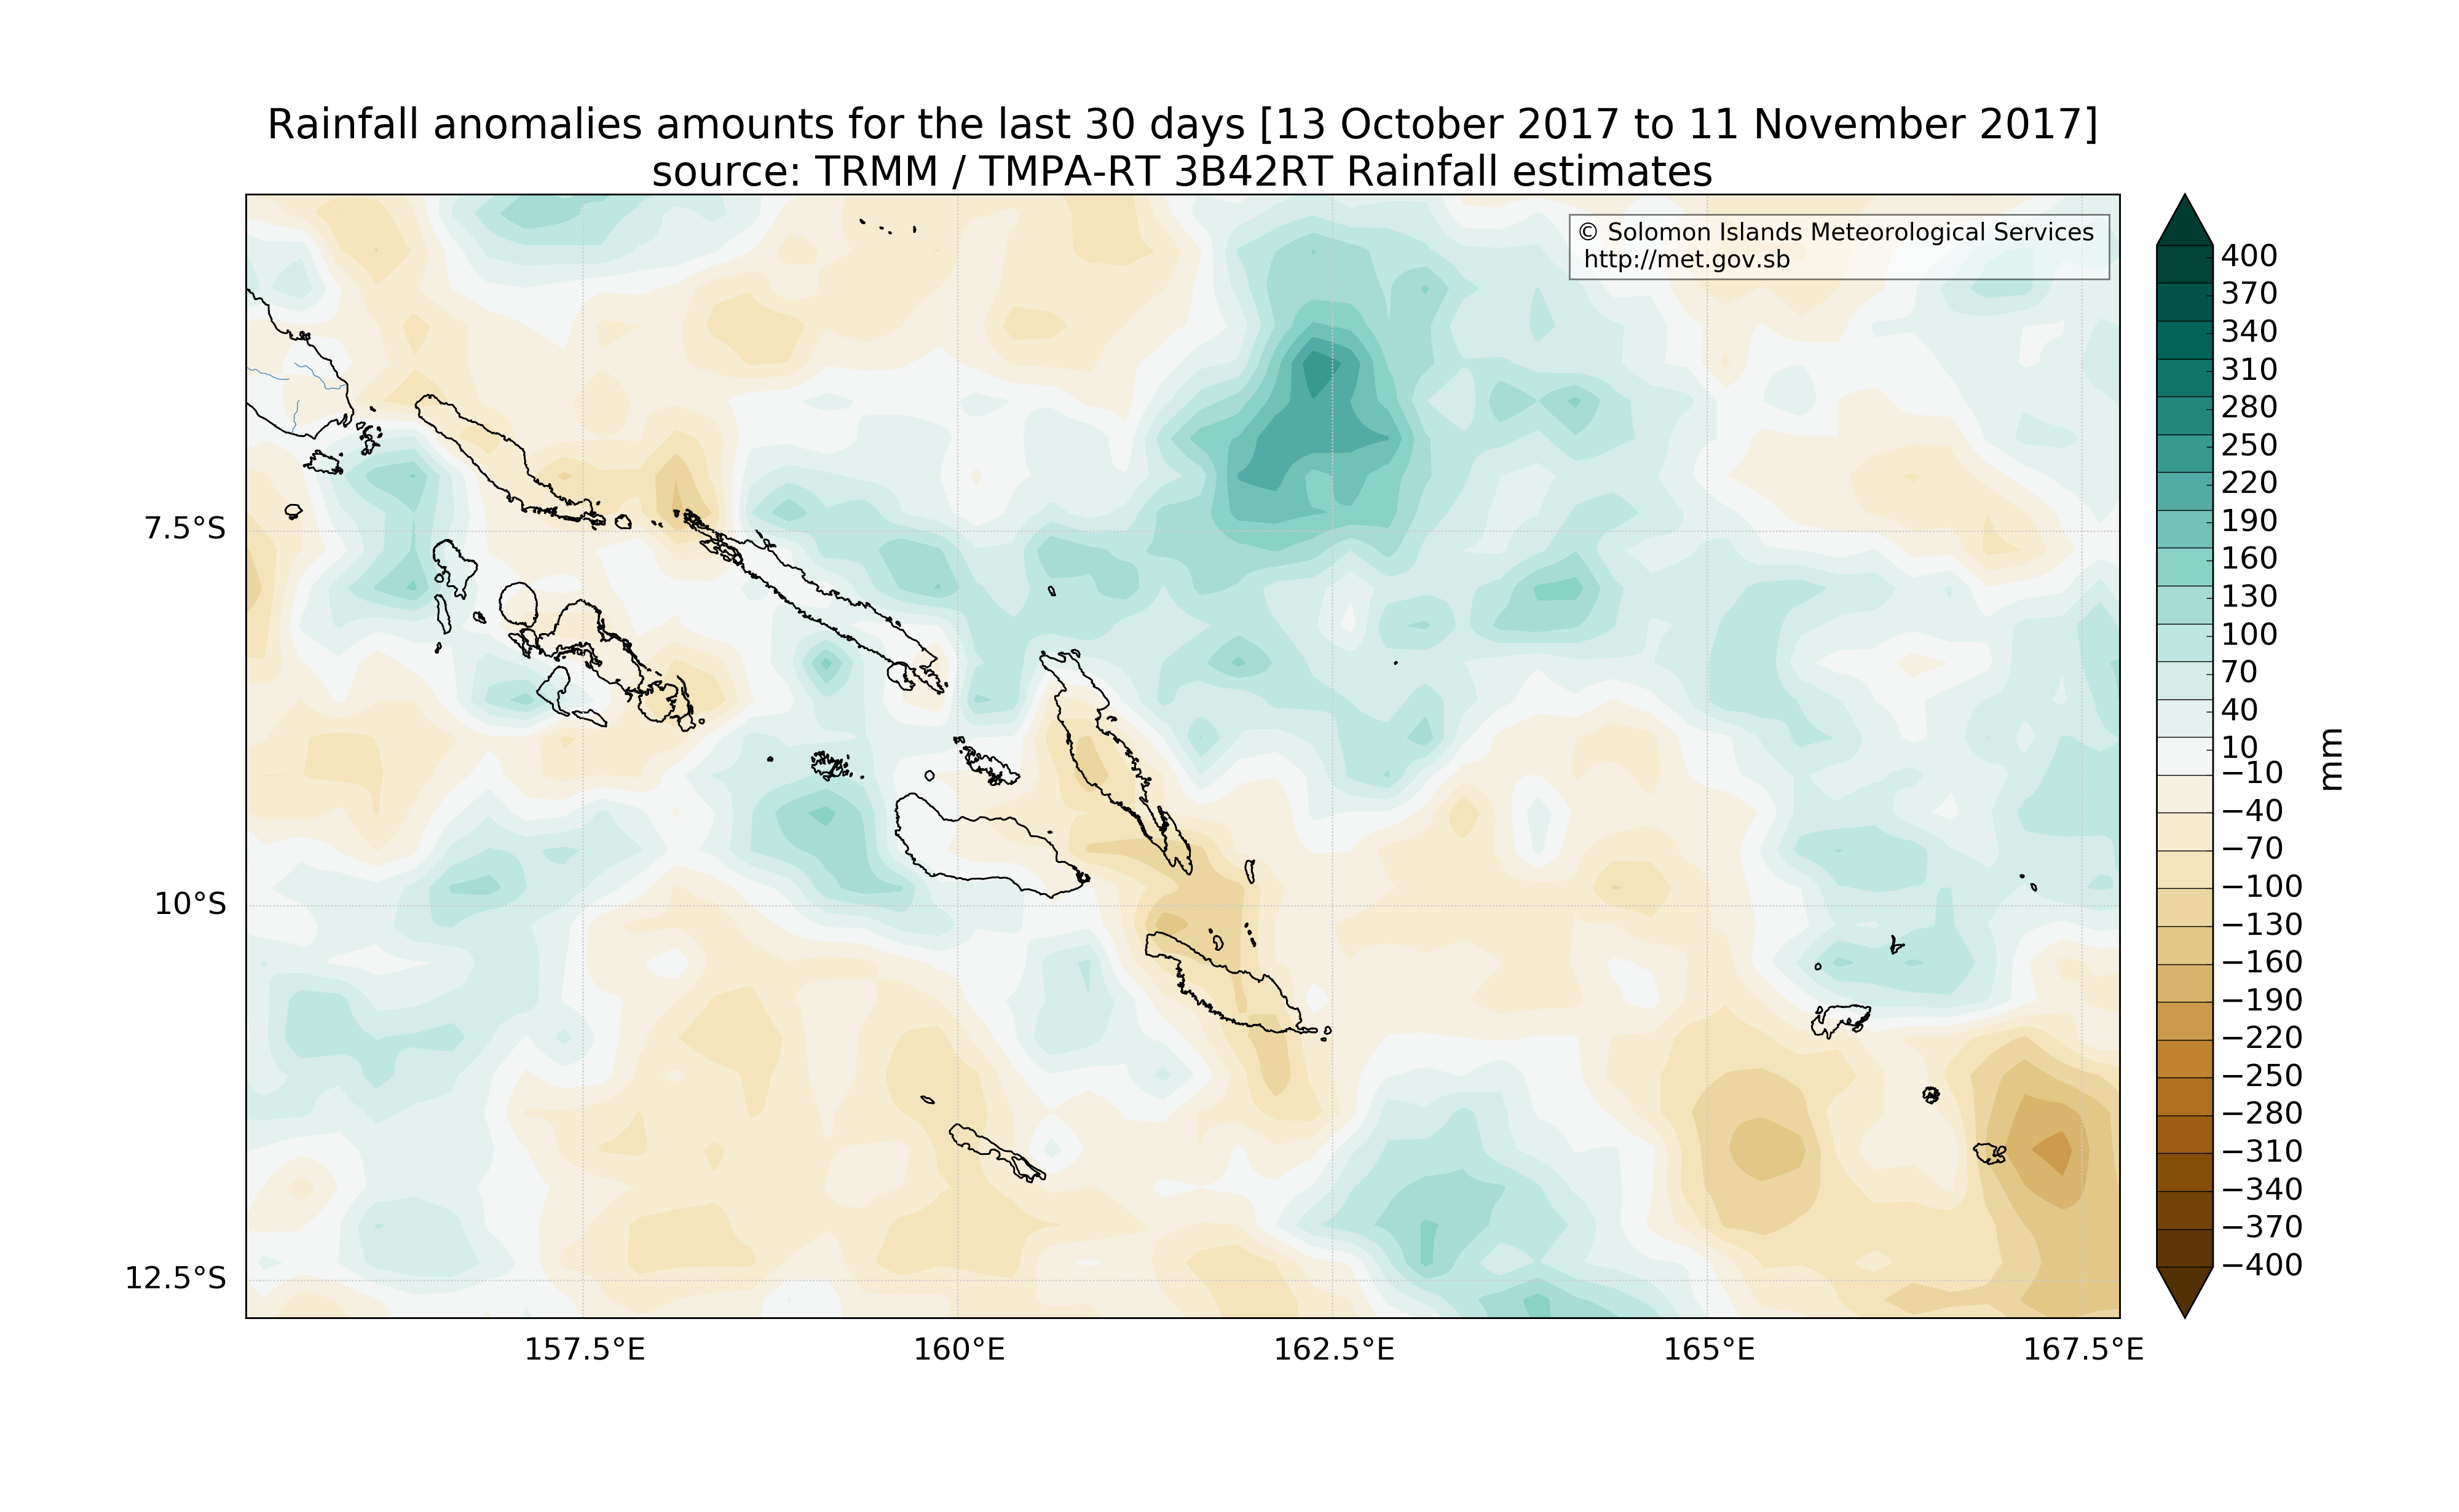 Rainfall anomalies amounts for the last 30 days [13 October 2017 to 11 November 2017]
source: TRMM / TMPA-RT 3B42RT Rainfall estimates
© Solomon Islands Meteorological Services
http://met.gov.sb
7.5°S
10°S
12.5°S
157.5°E
160°E
162.5°E
165°E
167.5°E
400
370
340
310
280
250
220
190
160
130
100
70
40
10
−10
−40
−70
−100
−130
−160
−190
−220
−250
−280
−310
−340
−370
−400
mm